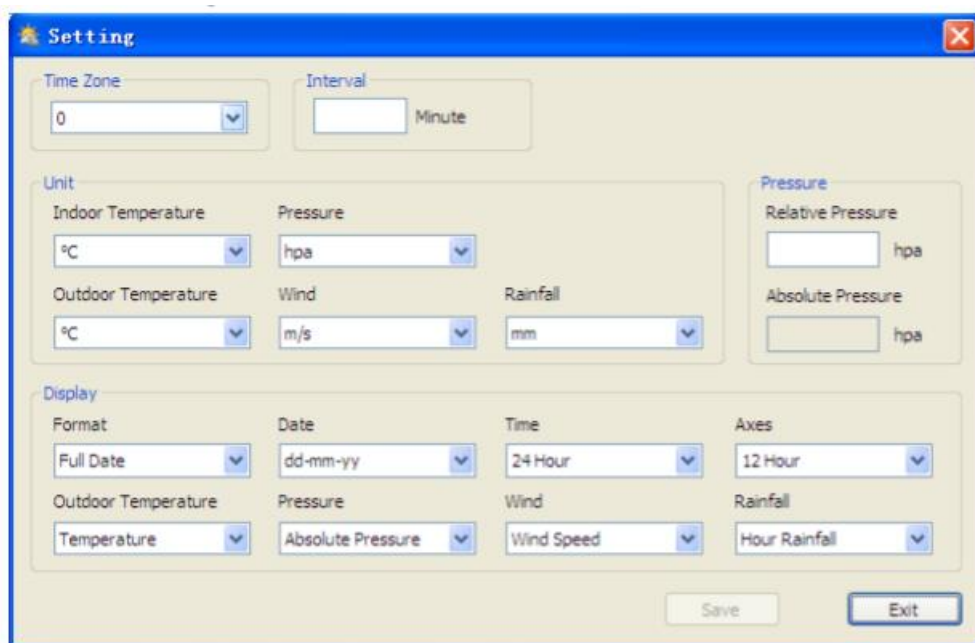 Setting
Time Zone Interval
0 Minute
Unit Pressure
Indoor Temperature Pressure Relative Pressure
°C hpa hpa
Outdoor Temperature Wind Rainfall Absolute Pressure
°C m/s mm hpa
Display
Format Date Time Axes
Full Date dd-mm-yy 24 Hour 12 Hour
Outdoor Temperature Pressure Wind Rainfall
Temperature Absolute Pressure Wind Speed Hour Rainfall
Save Exit